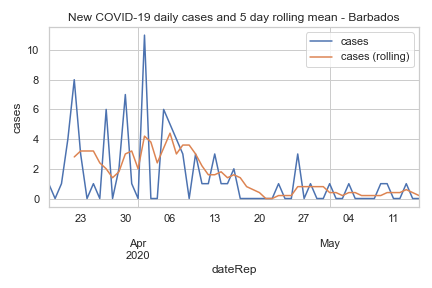 New COVID-19 daily cases and 5 day rolling mean - Barbados
cases
cases (rolling)
10
8
6
4
2
0
cases
23
30
06
13
20
27
04
11
Apr
2020
May
dateRep